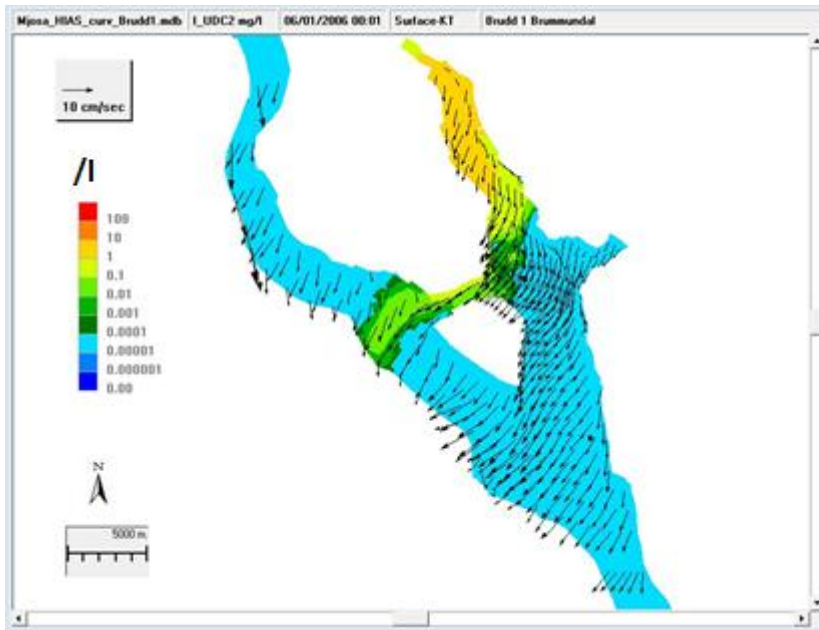 Mjosa_HIAS_curv_Brudd1.mdb I_UDC2 mg/l 06/01/2006 00:01 Surface-KT Brudd 1 Brummundal
10 cm/sec
/l
100
10
1
0.1
0.01
0.001
0.0001
0.00001
0.000001
0.00
N
5000 m